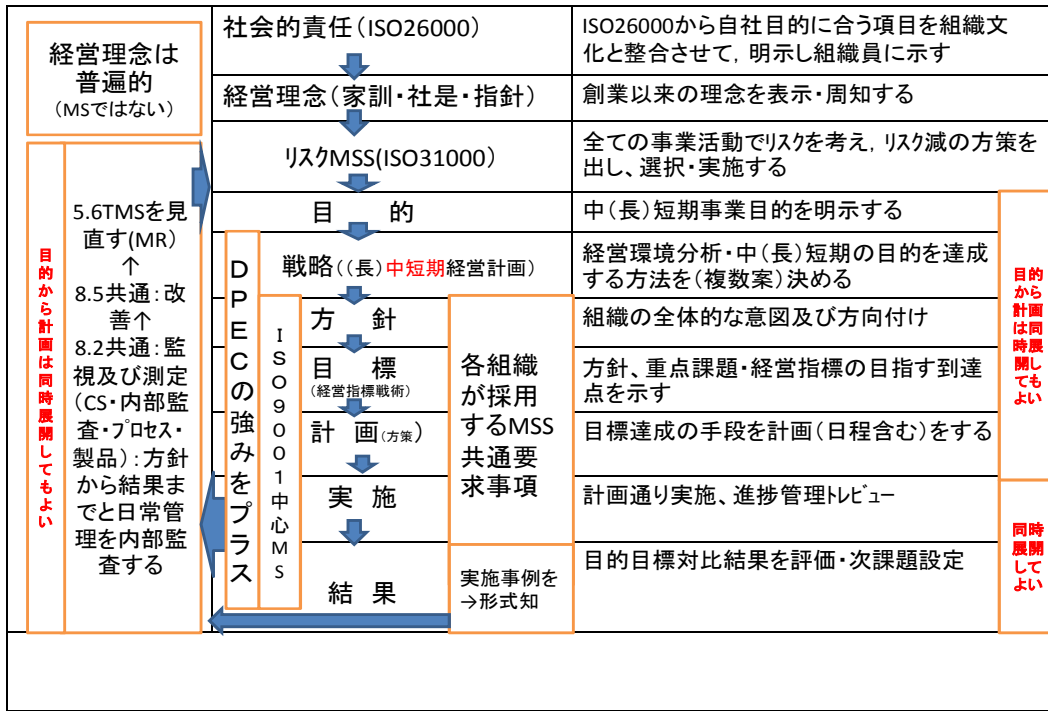 経営理念は
普遍的
(MSではない)
社会的責任(ISO26000)
ISO26000から自社目的に合う項目を組織文
化と整合させて, 明示し組織員に示す
経営理念(家訓・社是・指針)
創業以来の理念を表示・周知する
リスクMSS(ISO31000)
全ての事業活動でリスクを考え, リスク減の方策を
出し、選択・実施する
目 的
中(長)短期事業目的を明示する
戦略((長)中短期経営計画)
経営環境分析・中(長)短期の目的を達成
する方法を(複数案)決める
方 針
組織の全体的な意図及び方向付け
目 標
(経営指標戦術)
方針、重点課題・経営指標の目指す到達
点を示す
計 画(方策)
目標達成の手段を計画(日程含む)をする
実 施
計画通り実施、進捗管理トレビュー
結 果
目的目標対比結果を評価・次課題設定
目的から計画は同時展開してもよい
5.6TMSを見
直す(MR)
↑
8.5共通:改
善↑
8.2共通:監
視及び測定
(CS・内部監
査・プロセス・
製品):方針
から結果ま
でと日常管
理を内部監
査する
DPECの強みをプラス
ISO9001中心MS
各組織
が採用
するMSS
共通要
求事項
実施事例を
→形式知
目的
から
計画
は同
時展
開し
ても
よい
同時
展開
して
よい